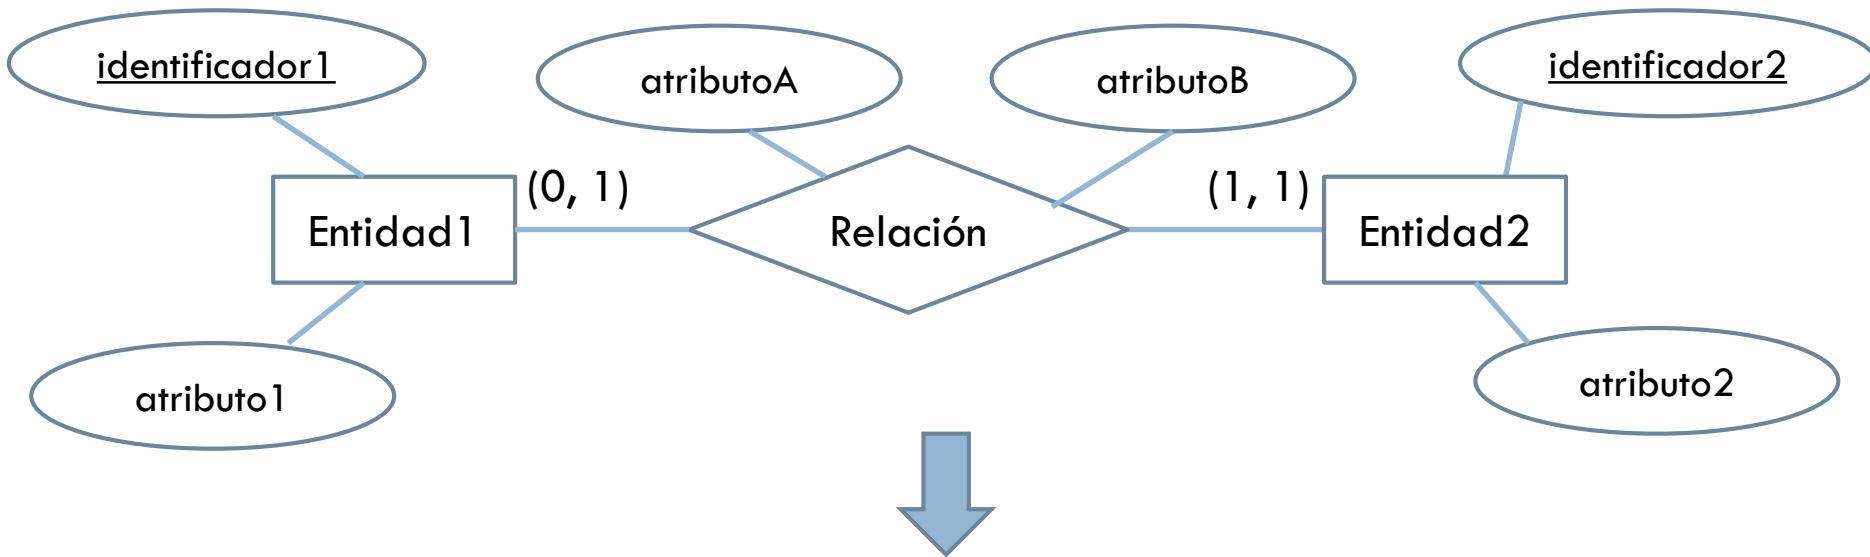 identificador1
atributoA
atributoB
identificador2
(0, 1)
(1, 1)
Entidad1
Relación
Entidad2
atributo1
atributo2